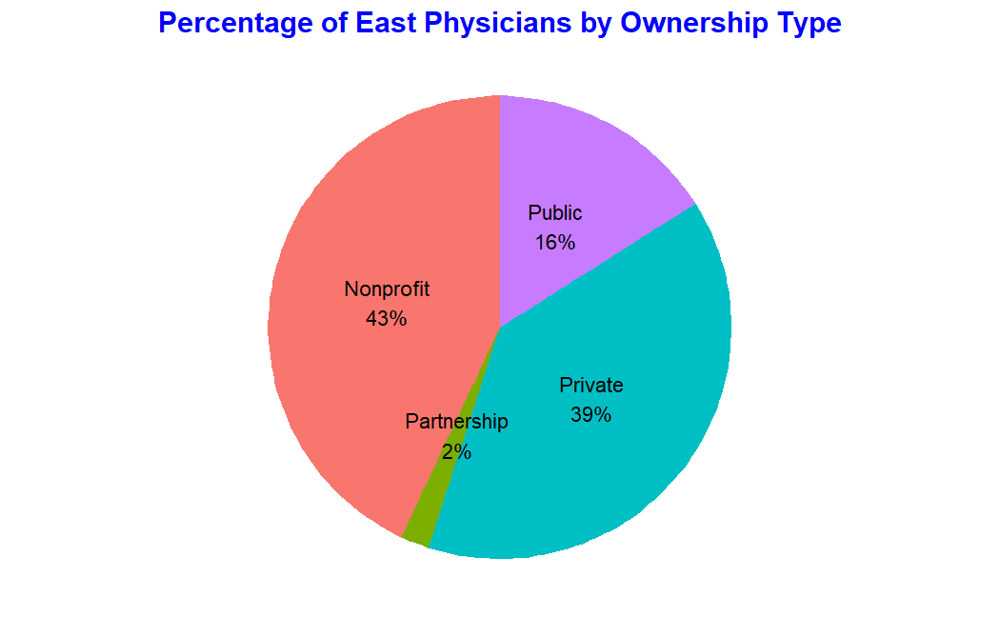 Percentage of East Physicians by Ownership Type
Public
16%
Nonprofit
43%
Private
39%
Partnership
2%